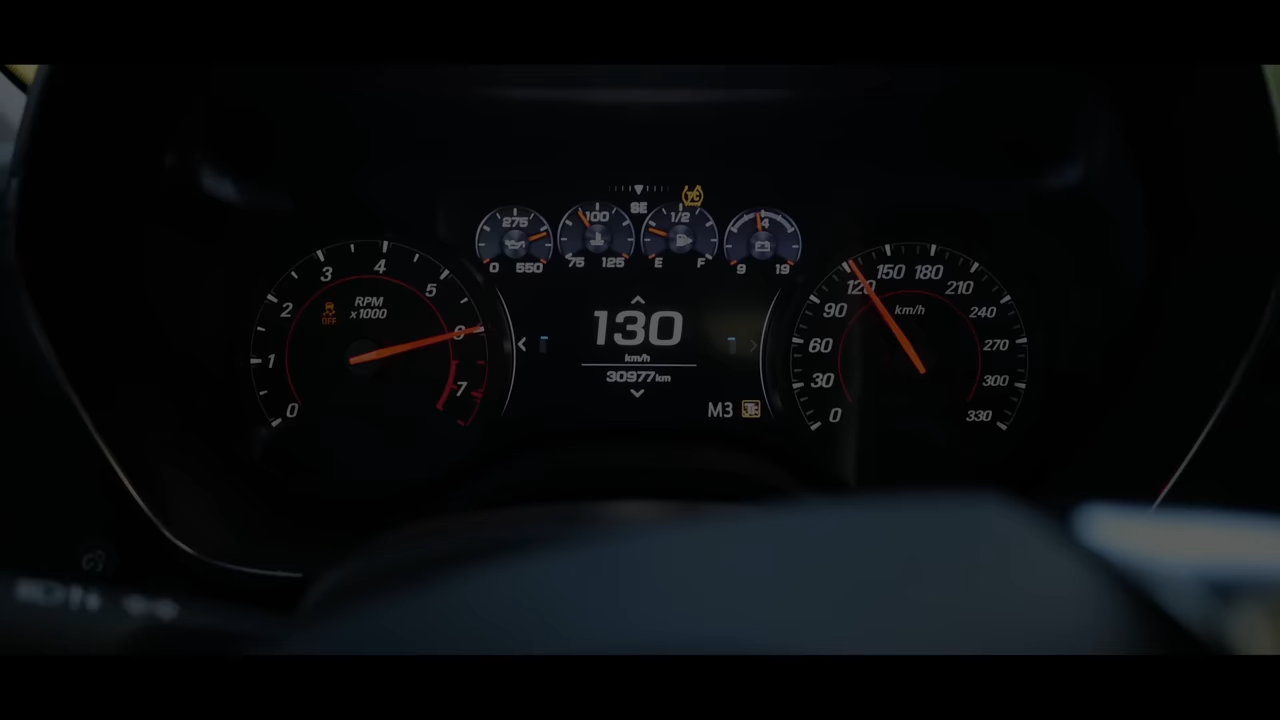 SE
TC
275
0 550
100
75 125
1/2
E F
4
9 19
0 1 2 3 4 5 6 7
RPM
x1000
OFF
130
km/h
30977 km
M3
0 30 60 90 120 150 180 210 240 270 300 330
km/h